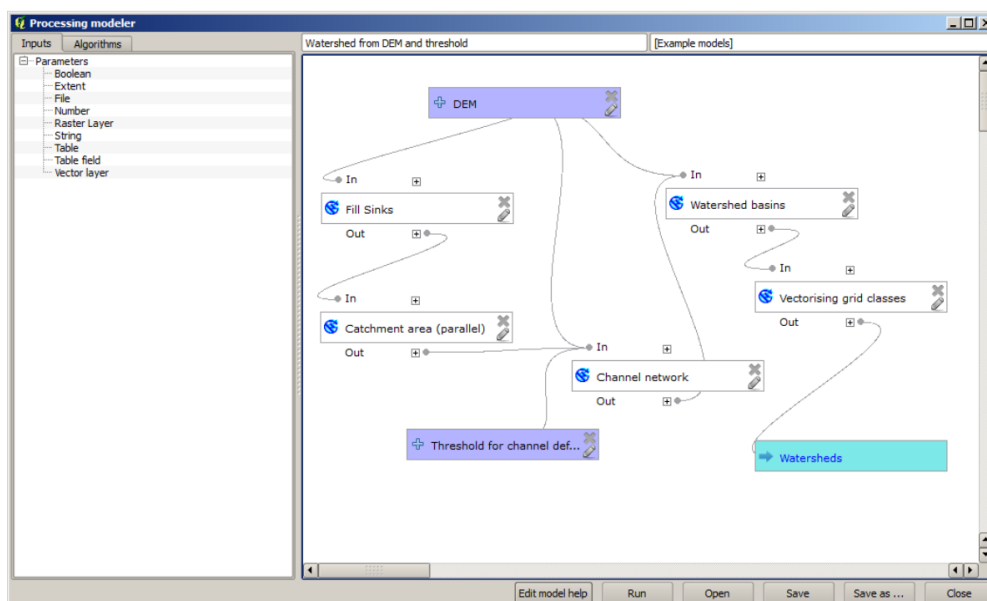 Processing modeler
Inputs Algorithms
Watershed from DEM and threshold
[Example models]
Parameters
Boolean
Extent
File
Number
Raster Layer
String
Table
Table field
Vector layer
DEM
In
Fill Sinks
Out
In
Watershed basins
Out
In
Vectorising grid classes
Out
In
Catchment area (parallel)
Out
In
Channel network
Out
Threshold for channel def...
Watersheds
Edit model help Run Open Save Save as ... Close